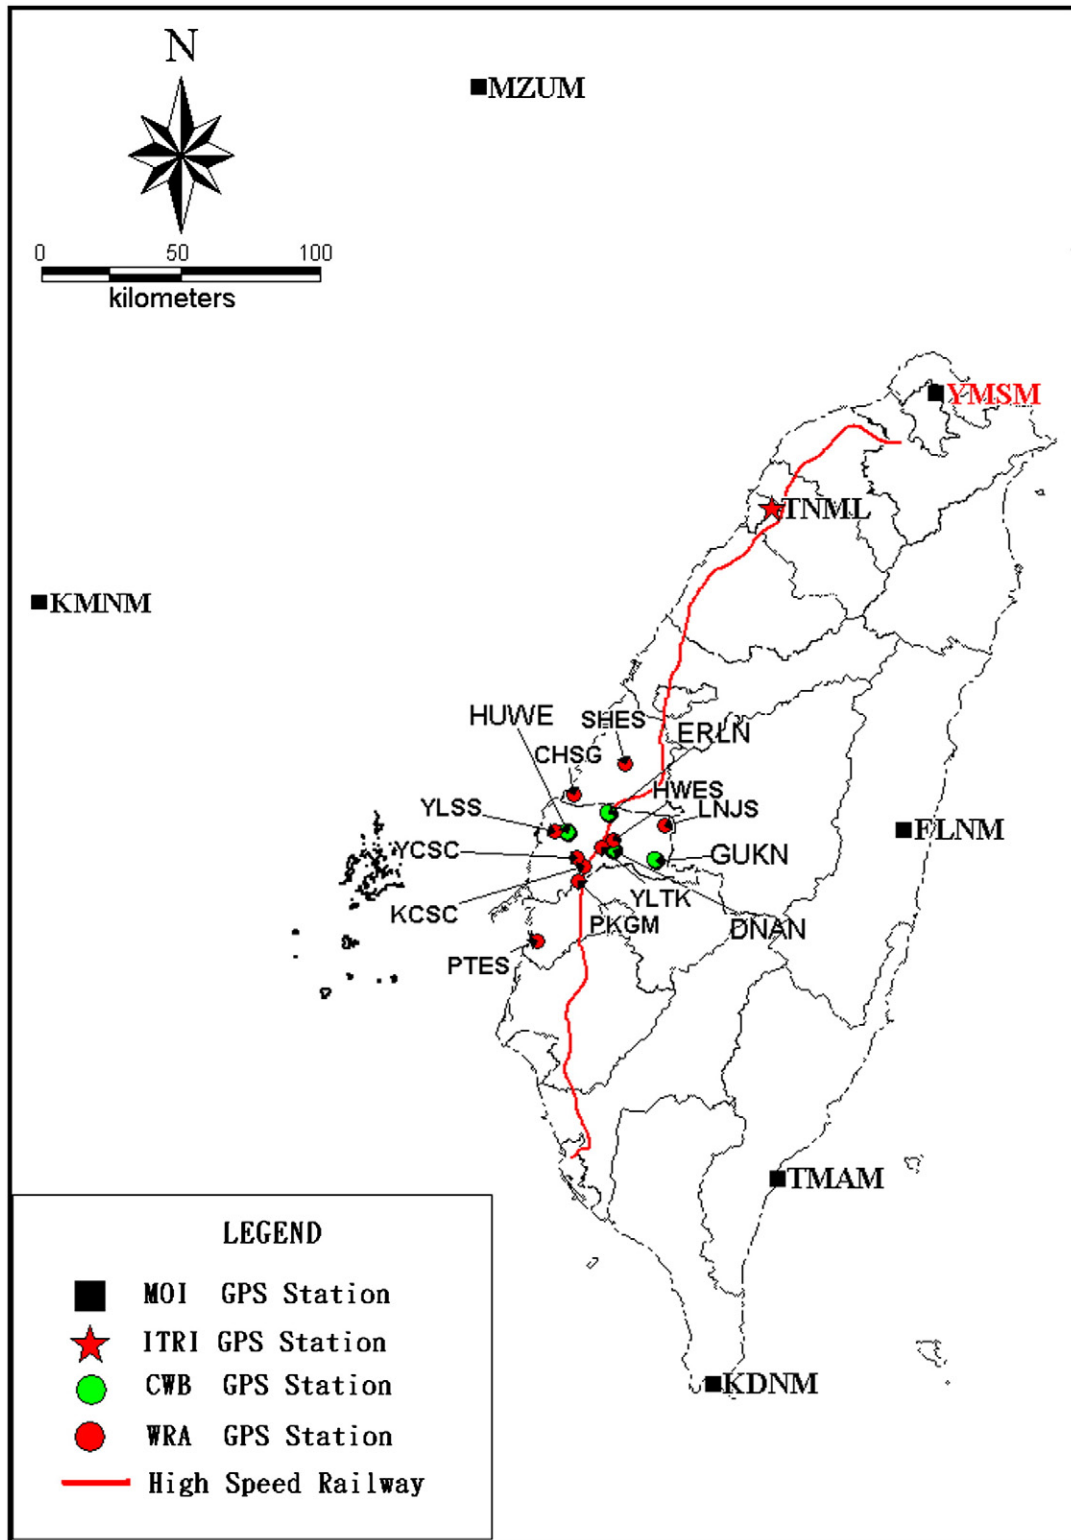 N
MZUM
0 50 100
kilometers
YMSM
TNML
KMNM
HUWE
SHES
ERLN
CHSG
HWES
YLSS
LNJS
FLNM
YCSC
GUKN
KCSC
YLTK
PKGM
DNAN
PTES
TMAM
KDNM
LEGEND
MOI GPS Station
ITRI GPS Station
CWB GPS Station
WRA GPS Station
High Speed Railway